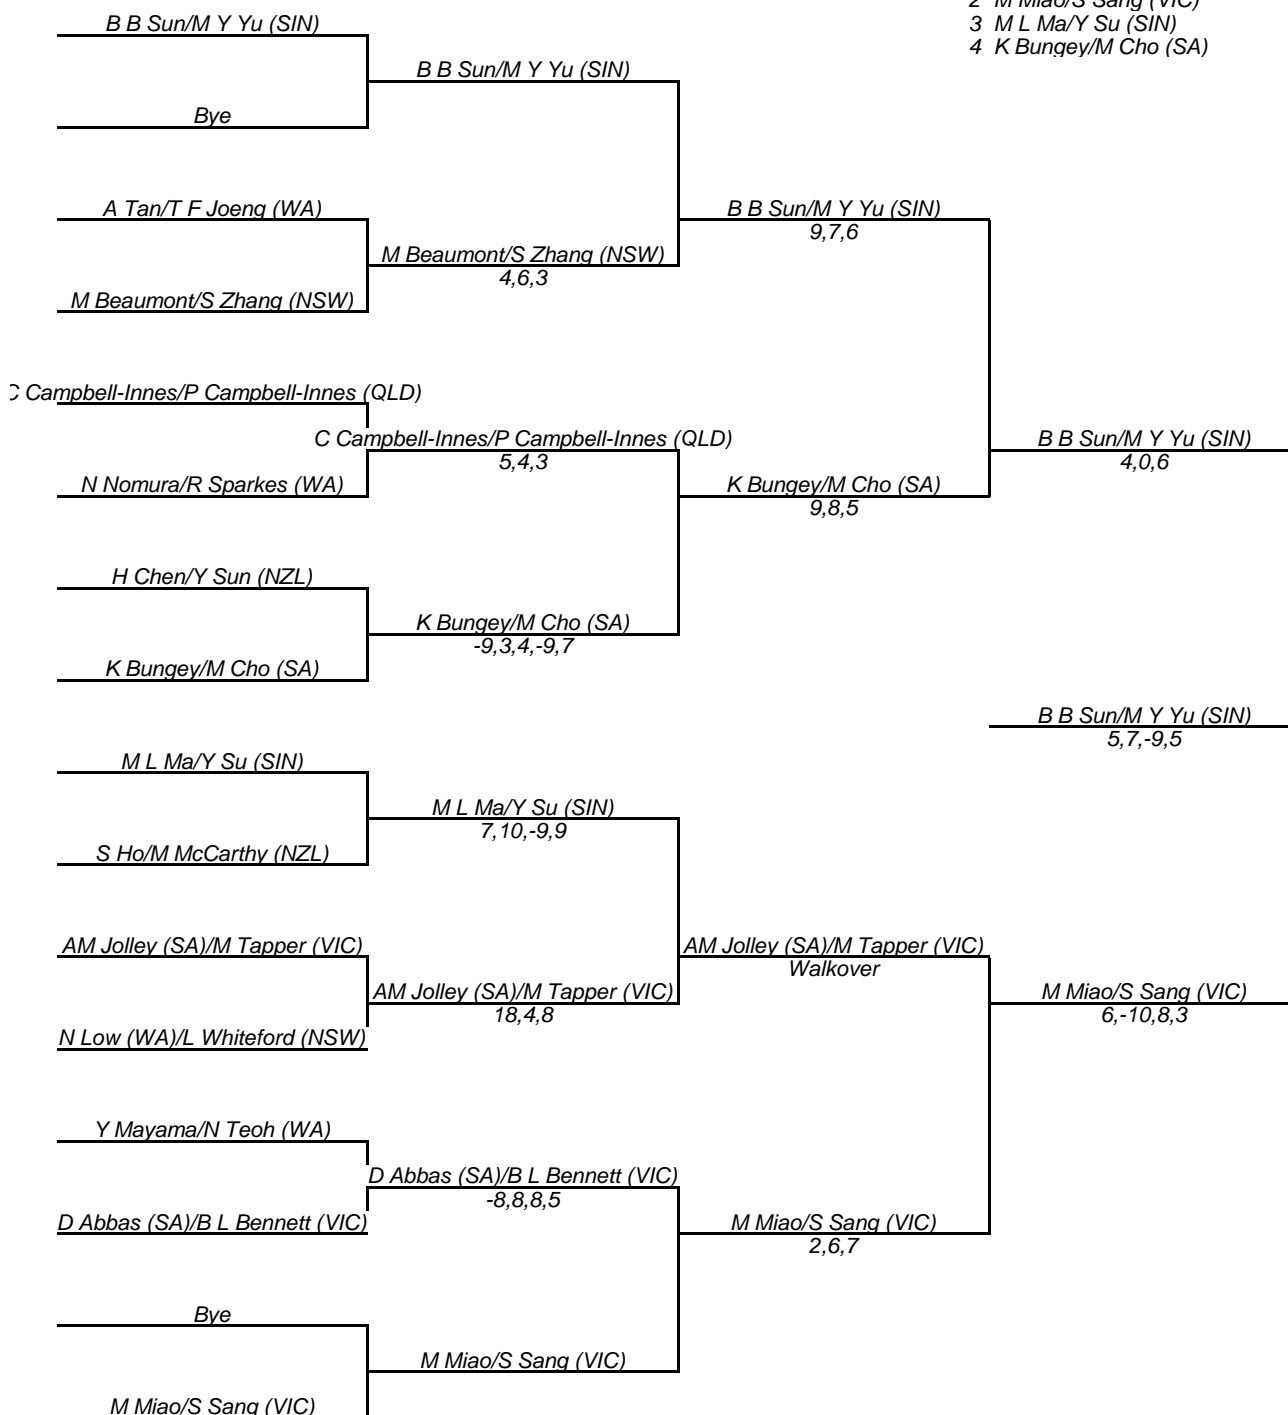 2 M Miao/S Sang (VIC)
3 M L Ma/Y Su (SIN)
4 K Bungey/M Cho (SA)
B B Sun/M Y Yu (SIN)
B B Sun/M Y Yu (SIN)
Bye
A Tan/T F Joeng (WA)
B B Sun/M Y Yu (SIN)
9,7,6
M Beaumont/S Zhang (NSW)
4,6,3
M Beaumont/S Zhang (NSW)
C Campbell-Innes/P Campbell-Innes (QLD)
C Campbell-Innes/P Campbell-Innes (QLD)
5,4,3
B B Sun/M Y Yu (SIN)
4,0,6
N Nomura/R Sparkes (WA)
K Bungey/M Cho (SA)
9,8,5
H Chen/Y Sun (NZL)
K Bungey/M Cho (SA)
-9,3,4,-9,7
K Bungey/M Cho (SA)
B B Sun/M Y Yu (SIN)
5,7,-9,5
M L Ma/Y Su (SIN)
M L Ma/Y Su (SIN)
7,10,-9,9
S Ho/M McCarthy (NZL)
AM Jolley (SA)/M Tapper (VIC)
AM Jolley (SA)/M Tapper (VIC)
Walkover
AM Jolley (SA)/M Tapper (VIC)
18,4,8
M Miao/S Sang (VIC)
6,-10,8,3
N Low (WA)/L Whiteford (NSW)
Y Mayama/N Teoh (WA)
D Abbas (SA)/B L Bennett (VIC)
-8,8,8,5
D Abbas (SA)/B L Bennett (VIC)
M Miao/S Sang (VIC)
2,6,7
Bye
M Miao/S Sang (VIC)
M Miao/S Sang (VIC)